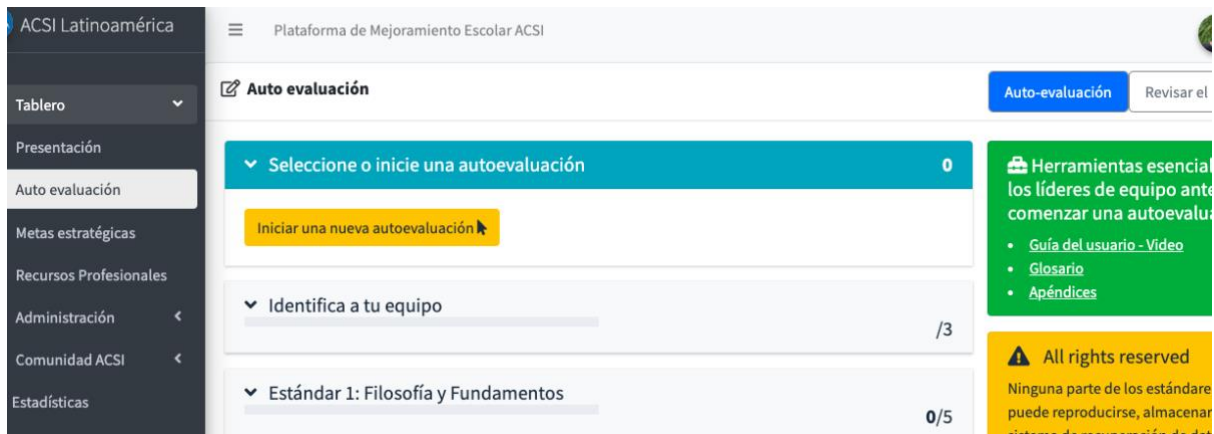 ACSI Latinoamérica
Plataforma de Mejoramiento Escolar ACSI
Tablero
Presentación
Auto evaluación
Metas estratégicas
Recursos Profesionales
Administración
Comunidad ACSI
Estadísticas
Auto evaluación
Auto-evaluación
Revisar el
Seleccione o inicie una autoevaluación
0
Iniciar una nueva autoevaluación
Identifica a tu equipo
/3
Estándar 1: Filosofía y Fundamentos
0/5
Herramientas esencial
los líderes de equipo ante
comenzar una autoevalua
Guía del usuario - Video
Glosario
Apéndices
All rights reserved
Ninguna parte de los estándare
puede reproducirse, almacenar